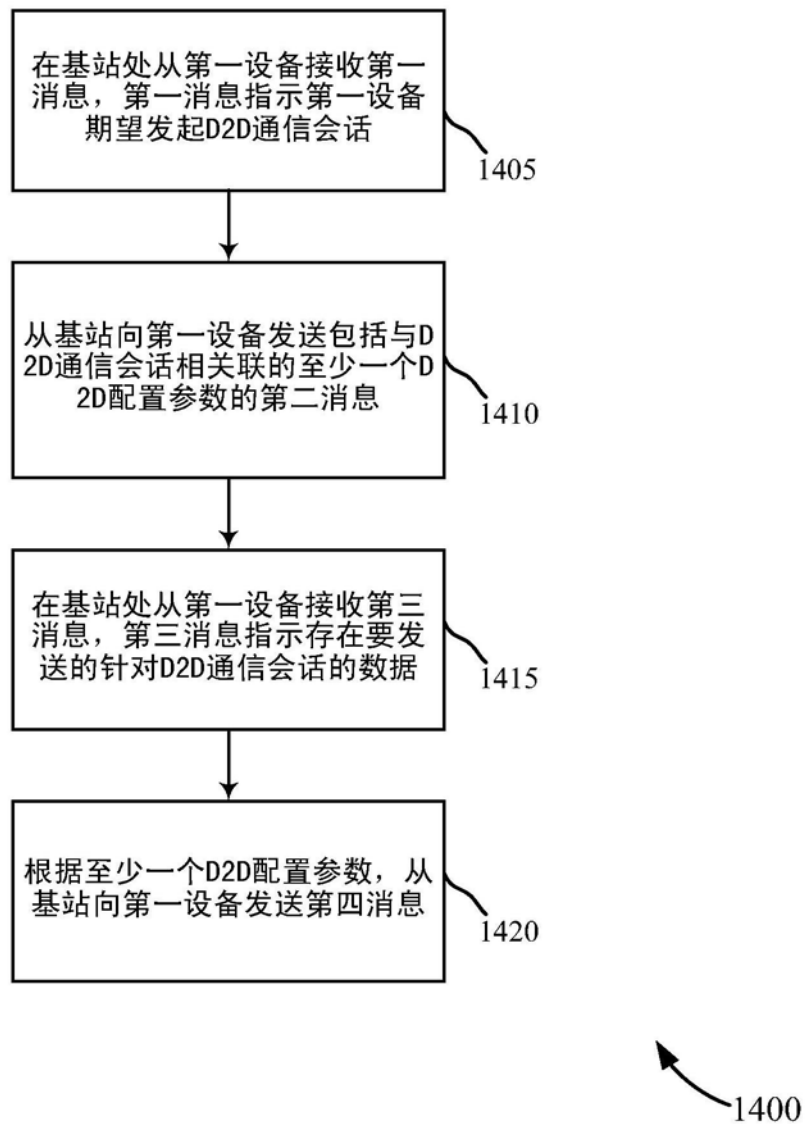 在基站处从第一设备接收第一
消息，第一消息指示第一设备
期望发起D2D通信会话
1405
从基站向第一设备发送包括与D
2D通信会话相关联的至少一个D
2D配置参数的第二消息
1410
在基站处从第一设备接收第三
消息，第三消息指示存在要发
送的针对D2D通信会话的数据
1415
根据至少一个D2D配置参数，从
基站向第一设备发送第四消息
1420
1400